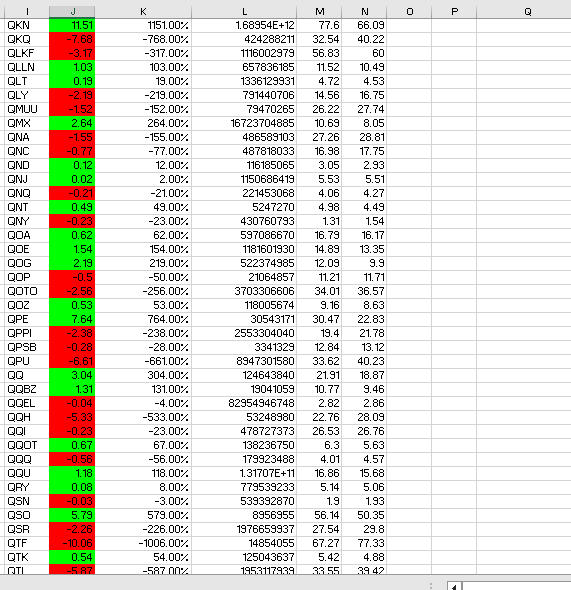 I J K L M N O P Q
QKN 11.51 1151.00% 1.68954E+12 77.6 66.09
QKQ -7.68 -768.00% 424288211 32.54 40.22
QLKF -3.17 -317.00% 1116002979 56.83 60
QLLN 1.03 103.00% 657836185 11.52 10.49
QLT 0.19 19.00% 1336129931 4.72 4.53
QLY -2.19 -219.00% 791440706 14.56 16.75
QMUU -1.52 -152.00% 79470265 26.22 27.74
QMX 2.64 264.00% 16723704885 10.69 8.05
QNA -1.55 -155.00% 486589103 27.26 28.81
QNC -0.77 -77.00% 487818033 16.98 17.75
QND 0.12 12.00% 116185065 3.05 2.93
QNJ 0.02 2.00% 1150686419 5.53 5.51
QNQ -0.21 -21.00% 221453068 4.06 4.27
QNT 0.49 49.00% 5247270 4.98 4.49
QNY -0.23 -23.00% 430760793 1.31 1.54
QOA 0.62 62.00% 597086670 16.79 16.17
QOE 1.54 154.00% 1181601930 14.89 13.35
QOG 2.19 219.00% 522374985 12.09 9.9
QOP -0.5 -50.00% 21064857 11.21 11.71
QOTO -2.56 -256.00% 3703306606 34.01 36.57
QOZ 0.53 53.00% 118005674 9.16 8.63
QPE 7.64 764.00% 30543171 30.47 22.83
QPPI -2.38 -238.00% 2553304040 19.4 21.78
QPSB -0.28 -28.00% 3341329 12.84 13.12
QPU -6.61 -661.00% 8947301580 33.62 40.23
QQ 3.04 304.00% 124643840 21.91 18.87
QQBZ 1.31 131.00% 19041059 10.77 9.46
QQEL -0.04 -4.00% 82954946748 2.82 2.86
QQH -5.33 -533.00% 53248980 22.76 28.09
QQI -0.23 -23.00% 478727373 26.53 26.76
QQOT 0.67 67.00% 138236750 6.3 5.63
QQQ -0.56 -56.00% 179923488 4.01 4.57
QQU 1.18 118.00% 1.31707E+11 16.86 15.68
QRY 0.08 8.00% 779539233 5.14 5.06
QSN -0.03 -3.00% 539392870 1.9 1.93
QSO 5.79 579.00% 8956955 56.14 50.35
QSR -2.26 -226.00% 1976659937 27.54 29.8
QTF -10.06 -1006.00% 14854055 67.27 77.33
QTK 0.54 54.00% 125043637 5.42 4.88
QTL -5.87 -587.00% 1953117939 33.55 39.42